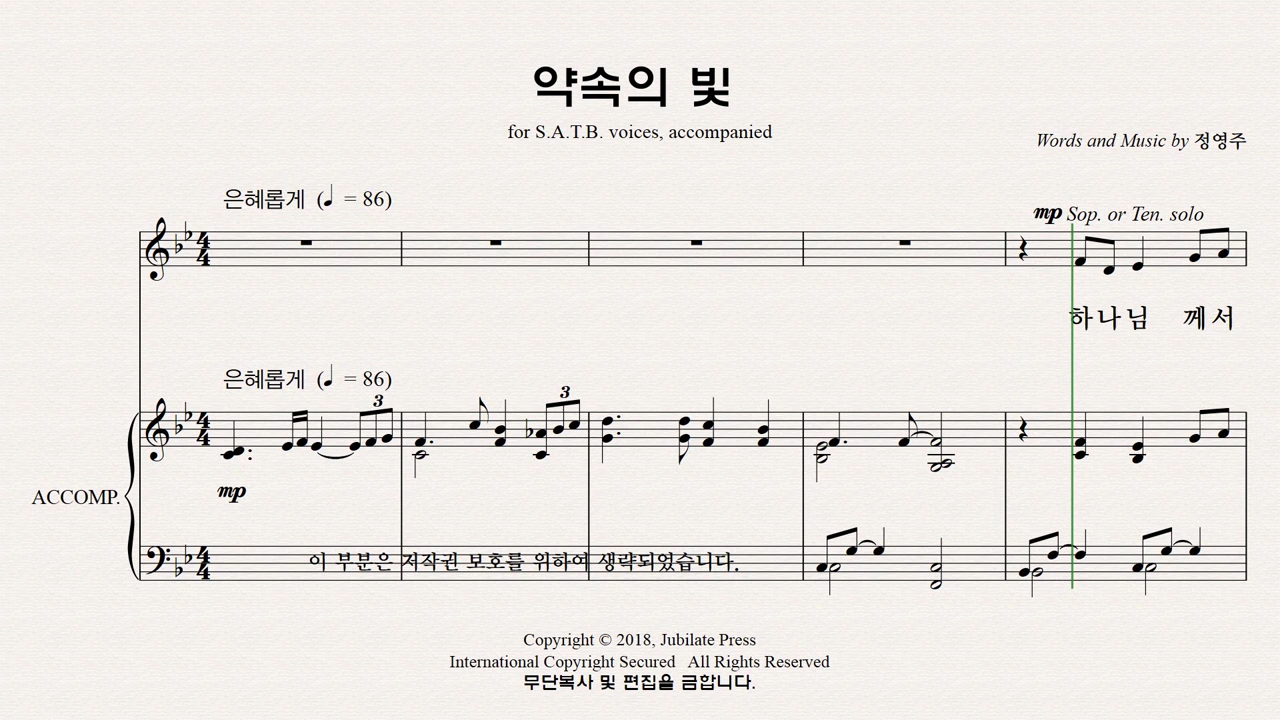 약속의 빛
for S.A.T.B. voices, accompanied
Words and Music by 정영주
은혜롭게 (♩ = 86)
mp Sop. or Ten. solo
하나님 께서
은혜롭게 (♩ = 86)
3
3
mp
ACCOMP.
이 부분은 저작권 보호를 위하여 생략되었습니다.
Copyright © 2018, Jubilate Press
International Copyright Secured All Rights Reserved
무단복사 및 편집을 금합니다.